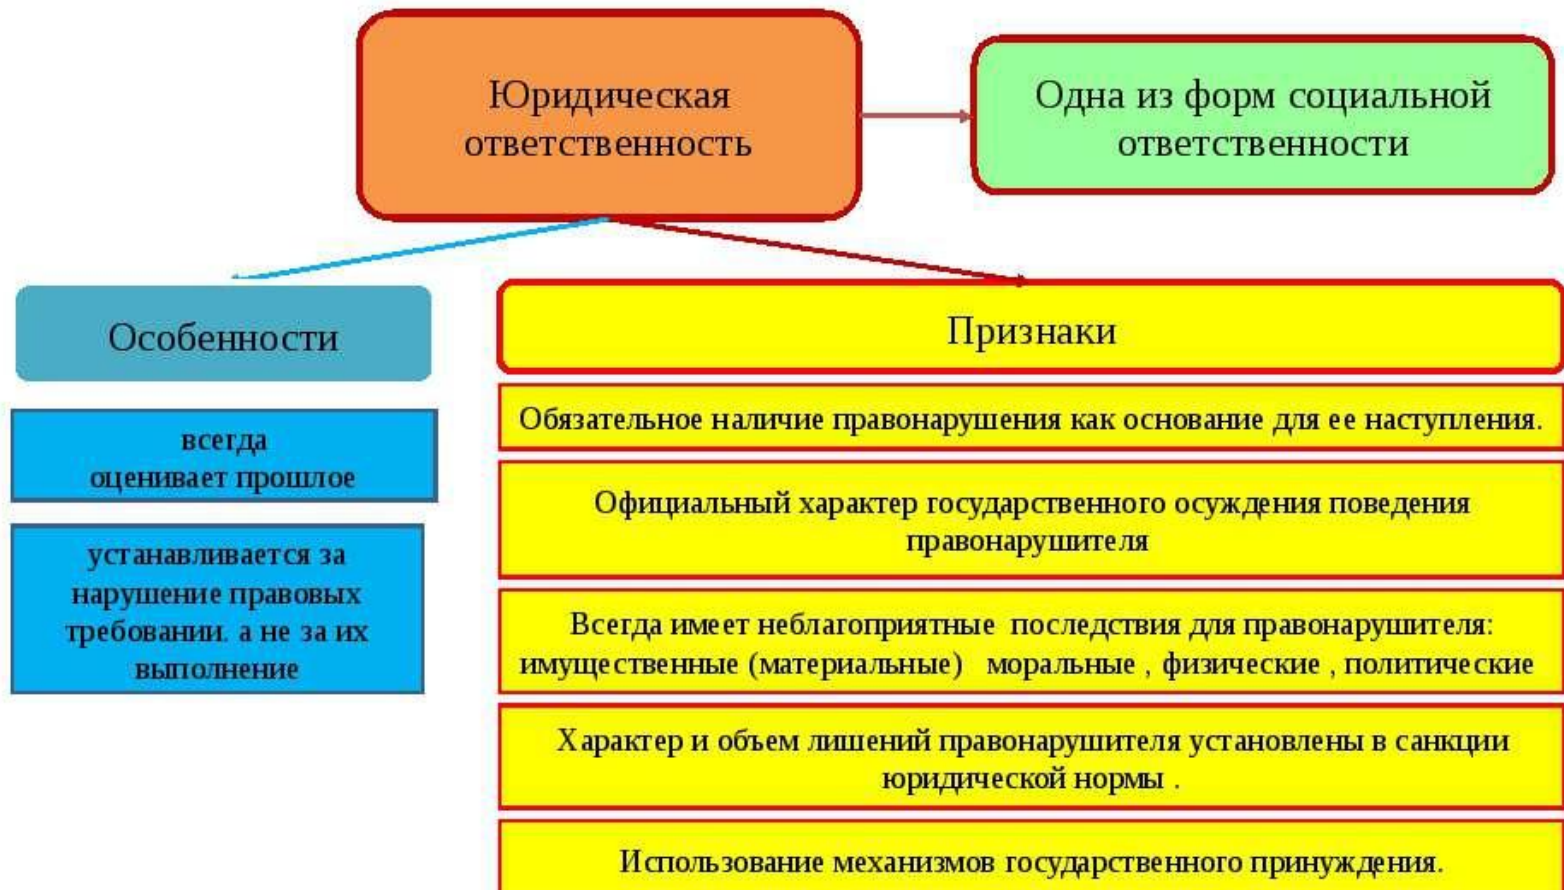 Юридическая
ответственность
Одна из форм социальной
ответственности
Особенности
всегда
оценивает прошлое
устанавливается за
нарушение правовых
требовании. а не за их
выполнение
Признаки
Обязательное наличие правонарушения как основание для ее наступления.
Официальный характер государственного осуждения поведения
правонарушителя
Всегда имеет неблагоприятные последствия для правонарушителя:
имущественные (материальные) моральные , физические , политические
Характер и объем лишений правонарушителя установлены в санкции
юридической нормы .
Использование механизмов государственного принуждения.